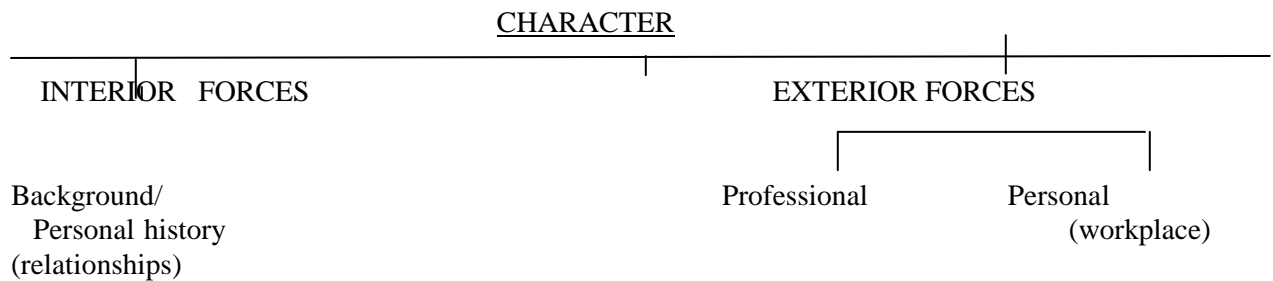 CHARACTER
INTERIOR FORCES
EXTERIOR FORCES
Background/
Personal history
(relationships)
Professional
Personal
(workplace)